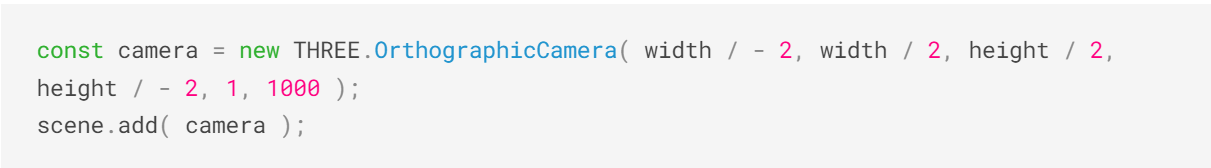 const camera = new THREE.OrthographicCamera( width / - 2, width / 2, height / 2,
height / - 2, 1, 1000 );
scene.add( camera );